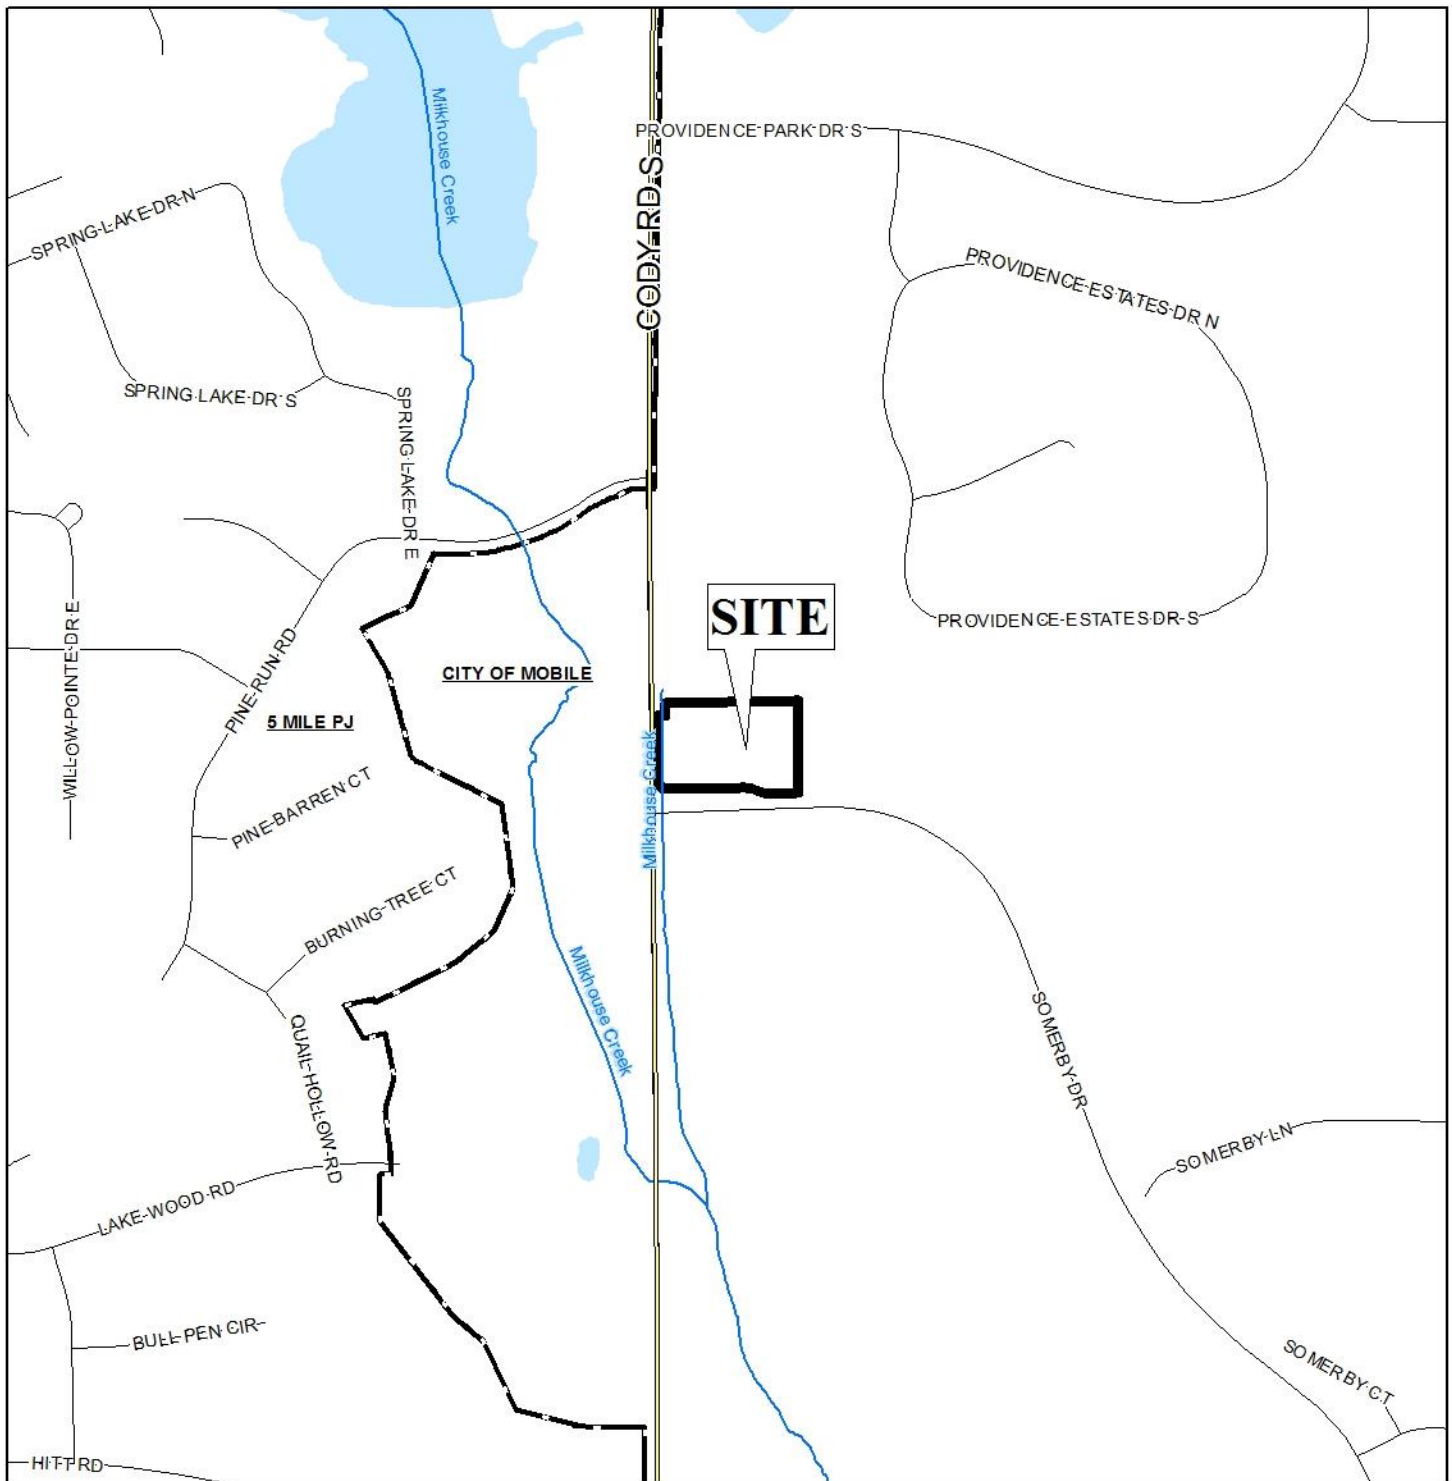 Milkhouse Creek
PROVIDENCE PARK DR S
CODY RD S
SPRING LAKE DR N
PROVIDENCE ESTATES DR N
SPRING LAKE DR S
SPRING LAKE DR E
SITE
WILLOW POINTE DR E
PROVIDENCE ESTATES DR S
PINE RUN RD
CITY OF MOBILE
5 MILE PJ
Milkhouse Creek
PINE BARREN CT
BURNING TREE CT
Milkhouse Creek
QUAIL HOLLOW RD
SOMERBY DR
SOMERBY LN
LAKE WOOD RD
BULL PEN CIR
SOMERBY CT
HITT RD